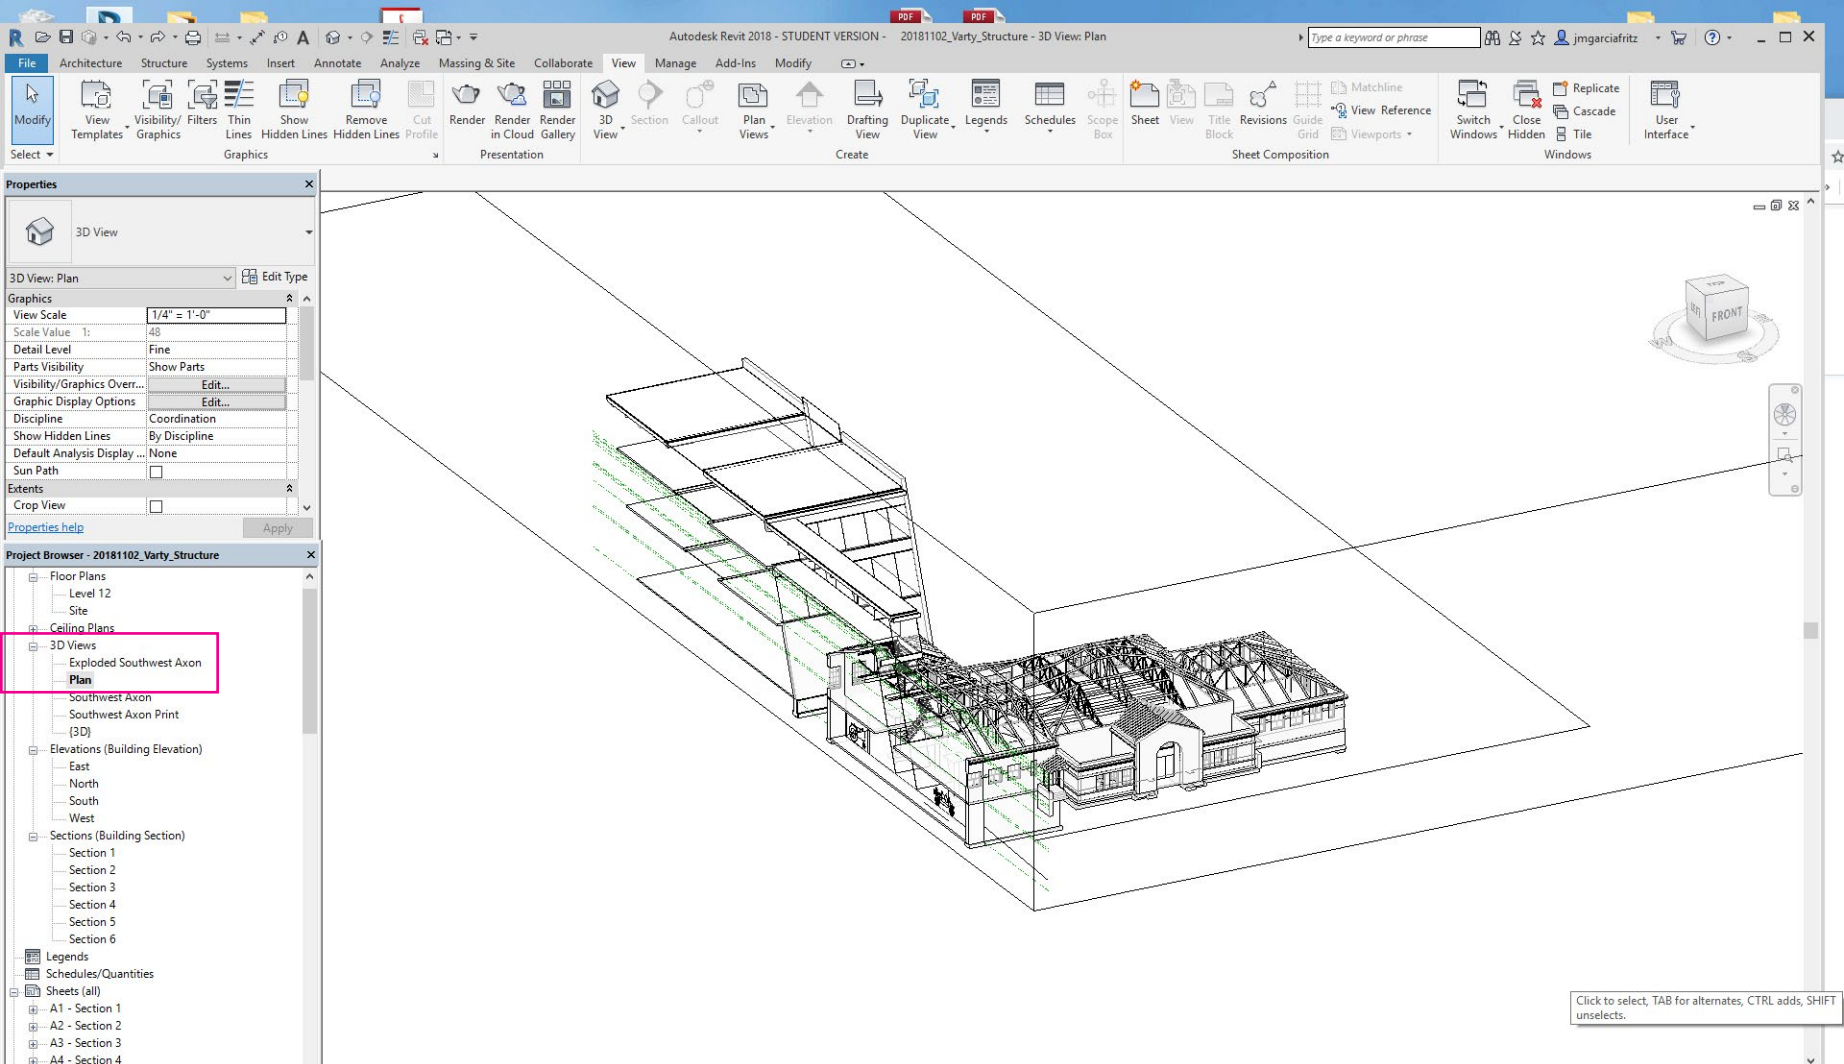 PDF
PDF
Autodesk Revit 2018 - STUDENT VERSION - 20181102_Varty_Structure - 3D View: Plan
Type a keyword or phrase
jmgarciafritz
File Architecture Structure Systems Insert Annotate Analyze Massing & Site Collaborate View Manage Add-Ins Modify
Modify
View Templates
Visibility/ Graphics
Filters
Thin Lines
Show Hidden Lines
Remove Hidden Lines
Cut Profile
Render
Render in Cloud
Render Gallery
3D View
Section
Callout
Plan Views
Elevation
Drafting View
Duplicate View
Legends
Schedules
Scope Box
Sheet
View
Title Block
Revisions
Guide Grid
Matchline
View Reference
Viewports
Switch Windows
Close Hidden
Replicate
Cascade
Tile
User Interface
Select
Graphics
Presentation
Create
Sheet Composition
Windows
Properties
3D View
3D View: Plan
Edit Type
Graphics
View Scale 1/4" = 1'-0"
Scale Value 1: 48
Detail Level Fine
Parts Visibility Show Parts
Visibility/Graphics Overr... Edit...
Graphic Display Options Edit...
Discipline Coordination
Show Hidden Lines By Discipline
Default Analysis Display ... None
Sun Path
Extents
Crop View
Properties help
Apply
Project Browser - 20181102_Varty_Structure
Floor Plans
Level 12
Site
Ceiling Plans
3D Views
Exploded Southwest Axon
Plan
Southwest Axon
Southwest Axon Print
{3D}
Elevations (Building Elevation)
East
North
South
West
Sections (Building Section)
Section 1
Section 2
Section 3
Section 4
Section 5
Section 6
Legends
Schedules/Quantities
Sheets (all)
A1 - Section 1
A2 - Section 2
A3 - Section 3
A4 - Section 4
TOP
FRONT
Click to select, TAB for alternates, CTRL adds, SHIFT
unselects.